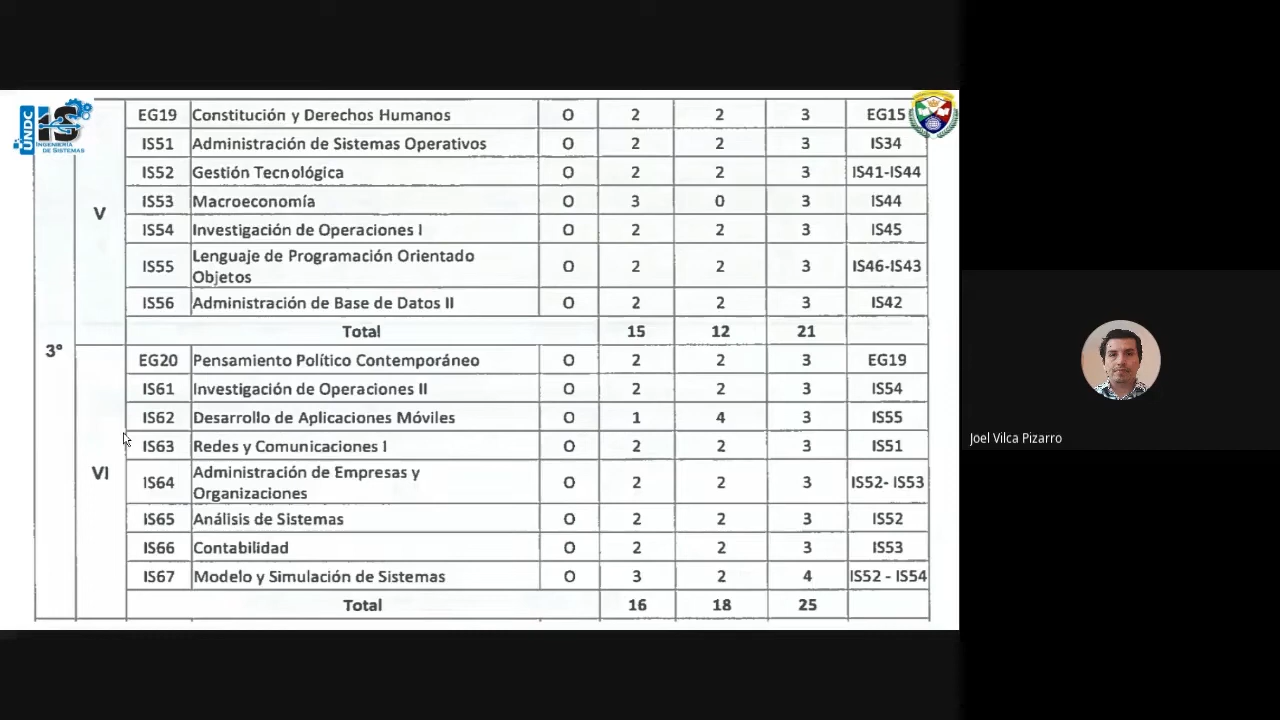 UNDC
IS
INGENIERÍA
DE SISTEMAS
3°
V
EG19 Constitución y Derechos Humanos O 2 2 3 EG15
IS51 Administración de Sistemas Operativos O 2 2 3 IS34
IS52 Gestión Tecnológica O 2 2 3 IS41-IS44
IS53 Macroeconomía O 3 0 3 IS44
IS54 Investigación de Operaciones I O 2 2 3 IS45
IS55 Lenguaje de Programación Orientado
Objetos O 2 2 3 IS46-IS43
IS56 Administración de Base de Datos II O 2 2 3 IS42
Total 15 12 21
VI
EG20 Pensamiento Político Contemporáneo O 2 2 3 EG19
IS61 Investigación de Operaciones II O 2 2 3 IS54
IS62 Desarrollo de Aplicaciones Móviles O 1 4 3 IS55
IS63 Redes y Comunicaciones I O 2 2 3 IS51
IS64 Administración de Empresas y
Organizaciones O 2 2 3 IS52- IS53
IS65 Análisis de Sistemas O 2 2 3 IS52
IS66 Contabilidad O 2 2 3 IS53
IS67 Modelo y Simulación de Sistemas O 3 2 4 IS52 - IS54
Total 16 18 25
Joel Vilca Pizarro